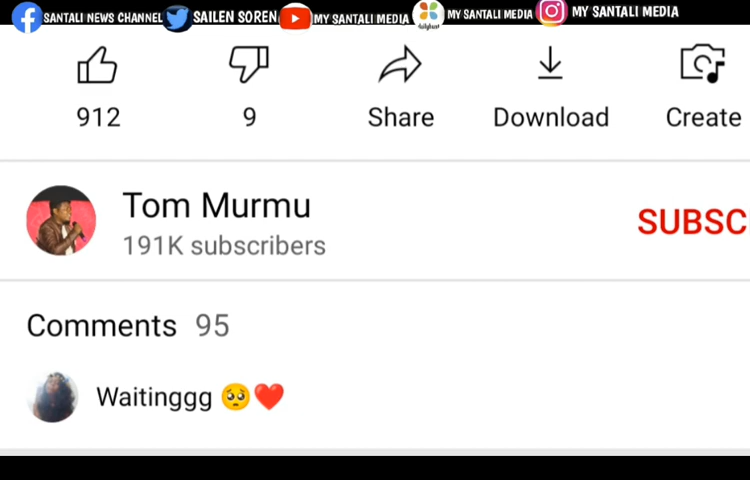 SANTALI NEWS CHANNEL SAILEN SOREN MY SANTALI MEDIA MY SANTALI MEDIA MY SANTALI MEDIA
dailyhunt
912 9 Share Download Create
Tom Murmu
191K subscribers
SUBSC
Comments 95
Waitinggg 🥺❤️